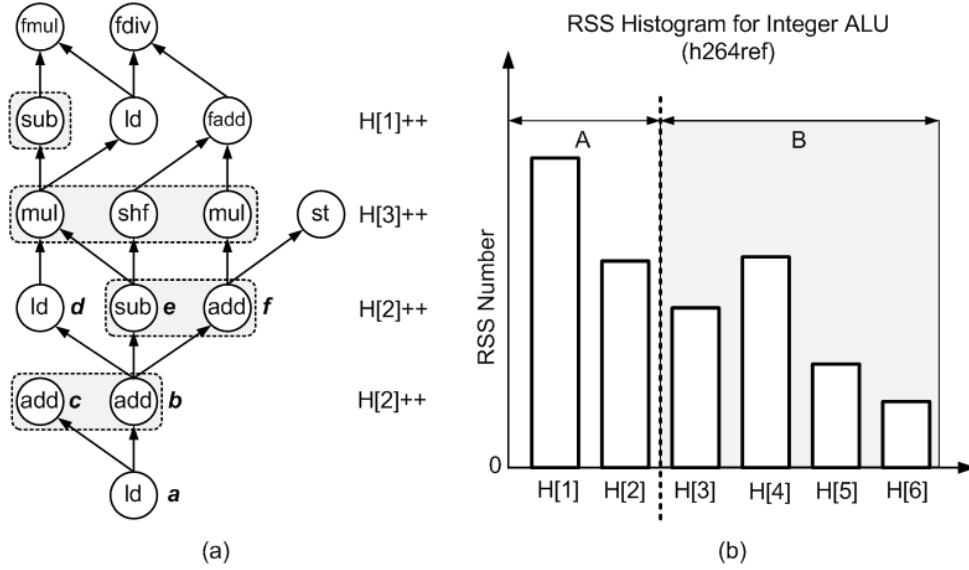 fmul fdiv
sub ld fadd H[1]++
mul shf mul st H[3]++
ld d sub e add f H[2]++
add c add b H[2]++
ld a
(a)
RSS Histogram for Integer ALU
(h264ref)
A B
RSS Number
0
H[1] H[2] H[3] H[4] H[5] H[6]
(b)